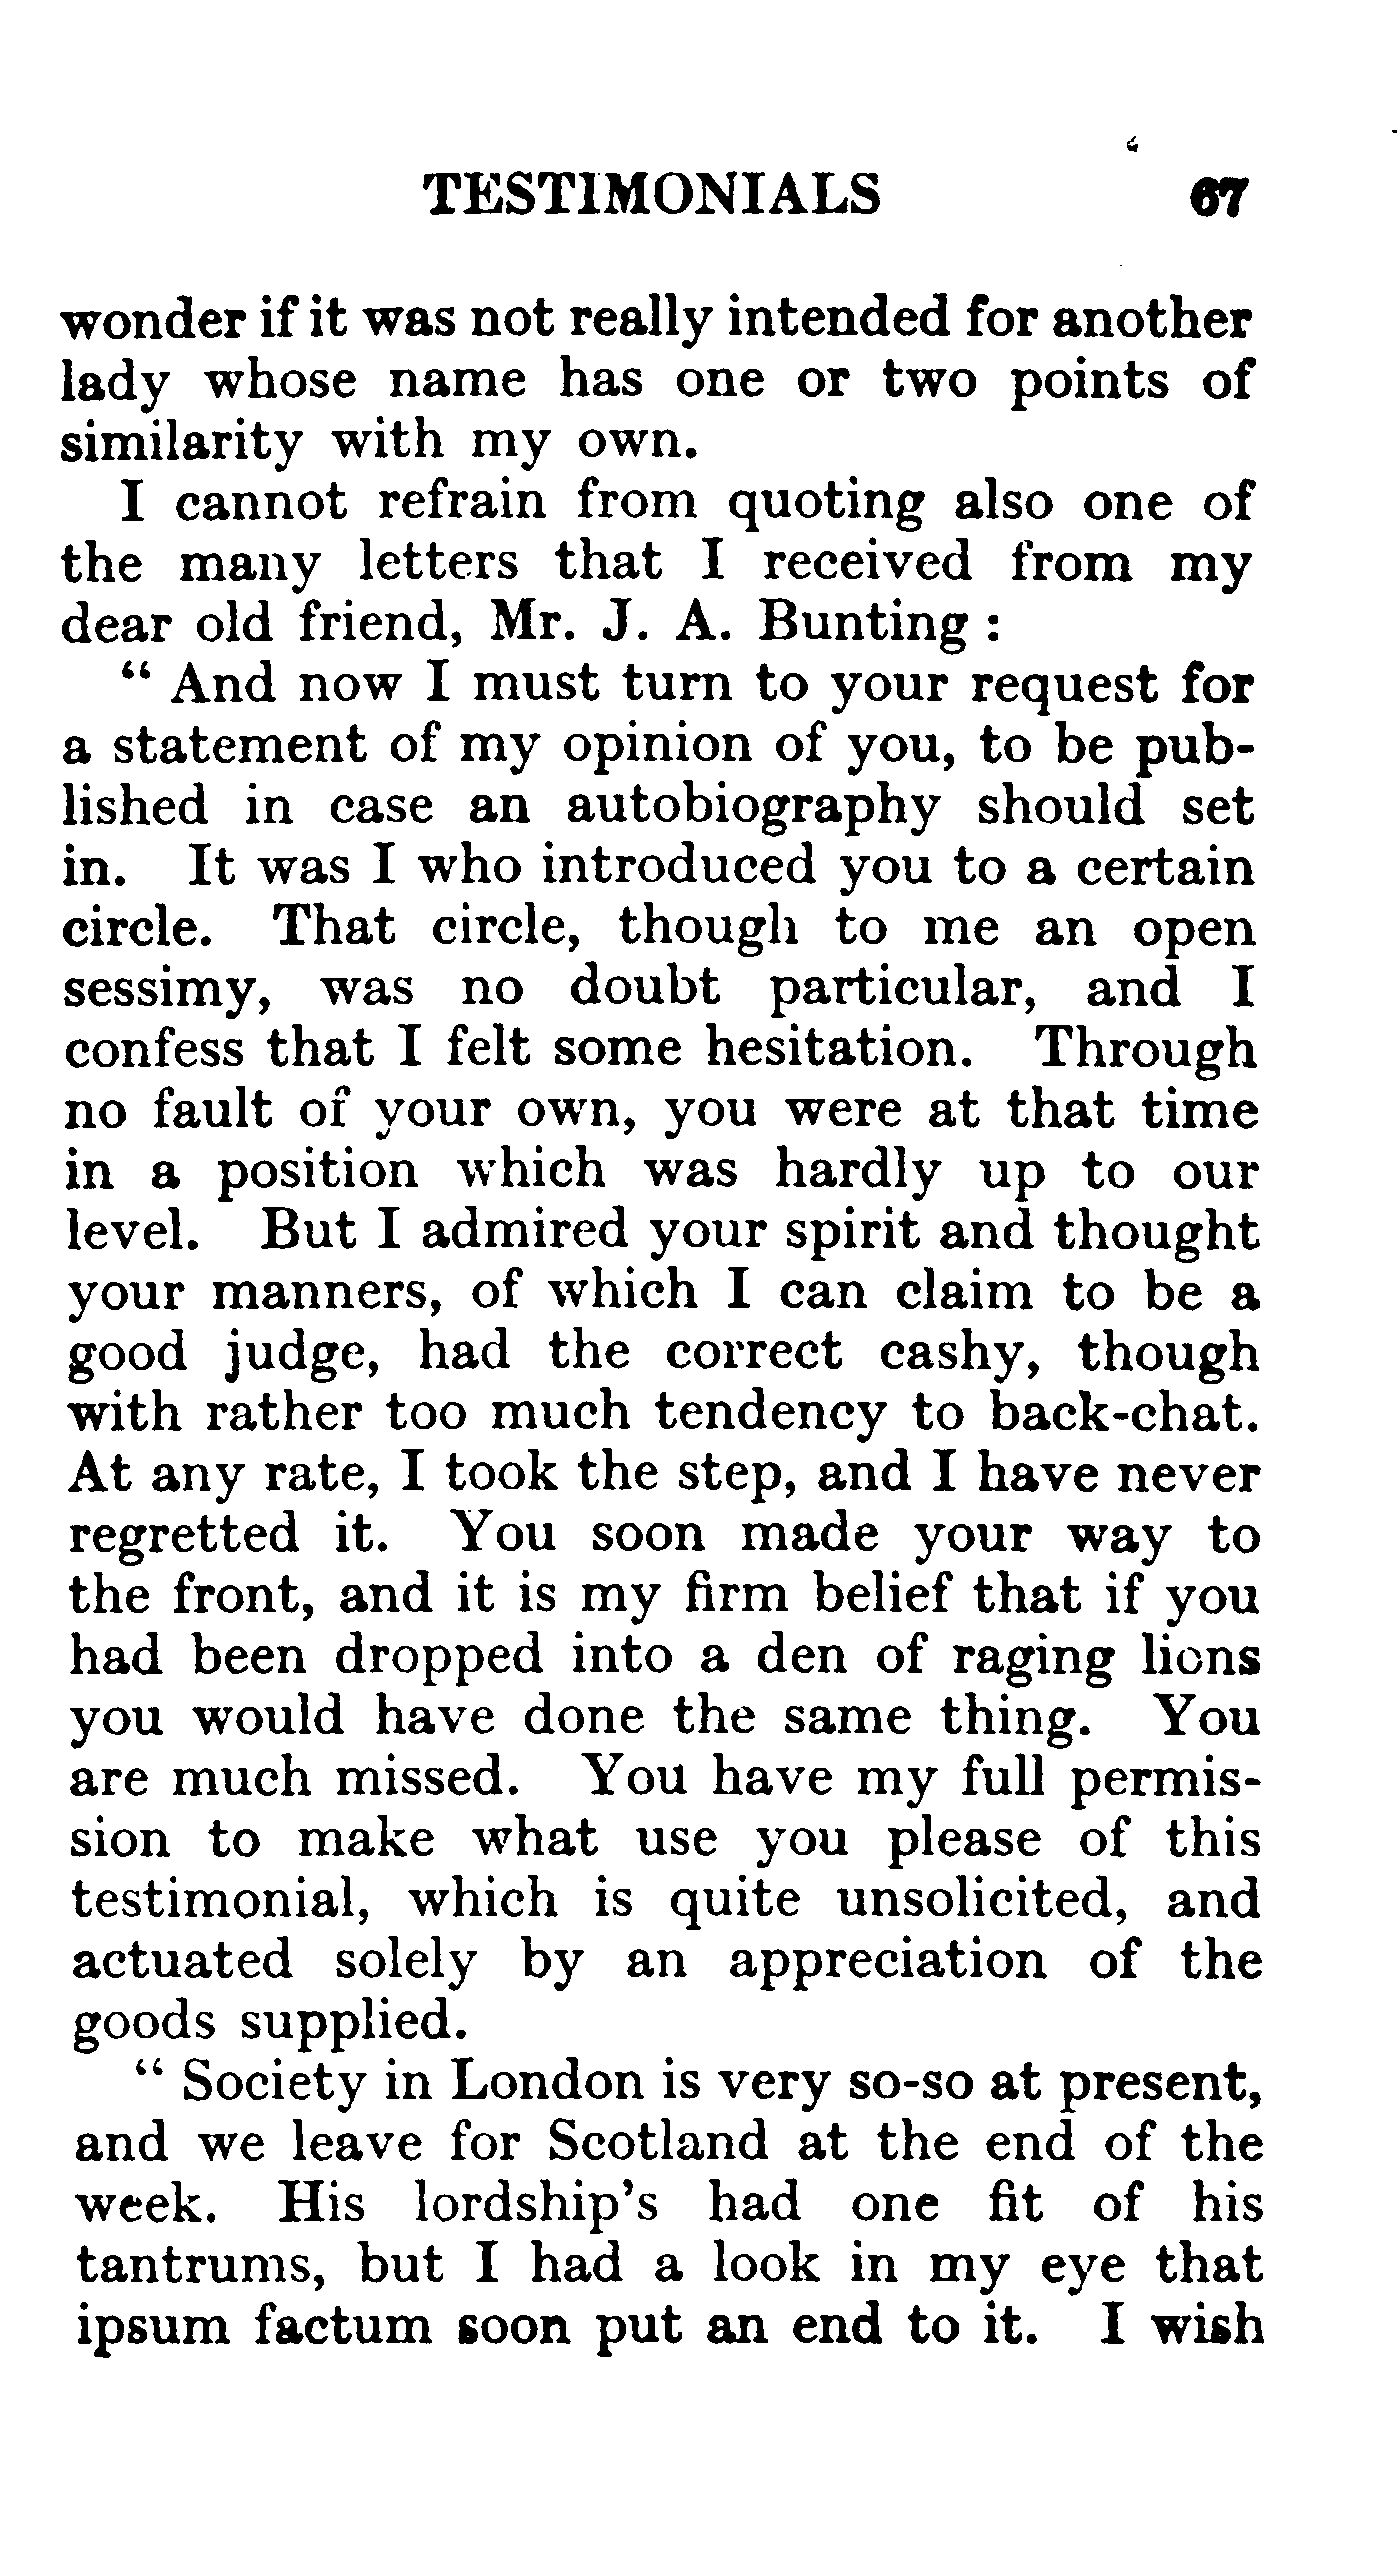 TESTIMONIALS 67
wonder if it was not really intended for another
lady whose name has one or two points of
similarity with my own.
I cannot refrain from quoting also one of
the many letters that I received from my
dear old friend, Mr. J. A. Bunting :
“ And now I must turn to your request for
a statement of my opinion of you, to be pub-
lished in case an autobiography should set
in. It was I who introduced you to a certain
circle. That circle, though to me an open
sessimy, was no doubt particular, and I
confess that I felt some hesitation. Through
no fault of your own, you were at that time
in a position which was hardly up to our
level. But I admired your spirit and thought
your manners, of which I can claim to be a
good judge, had the correct cashy, though
with rather too much tendency to back-chat.
At any rate, I took the step, and I have never
regretted it. You soon made your way to
the front, and it is my firm belief that if you
had been dropped into a den of raging lions
you would have done the same thing. You
are much missed. You have my full permis-
sion to make what use you please of this
testimonial, which is quite unsolicited, and
actuated solely by an appreciation of the
goods supplied.
“ Society in London is very so-so at present,
and we leave for Scotland at the end of the
week. His lordship’s had one fit of his
tantrums, but I had a look in my eye that
ipsum factum soon put an end to it. I wish